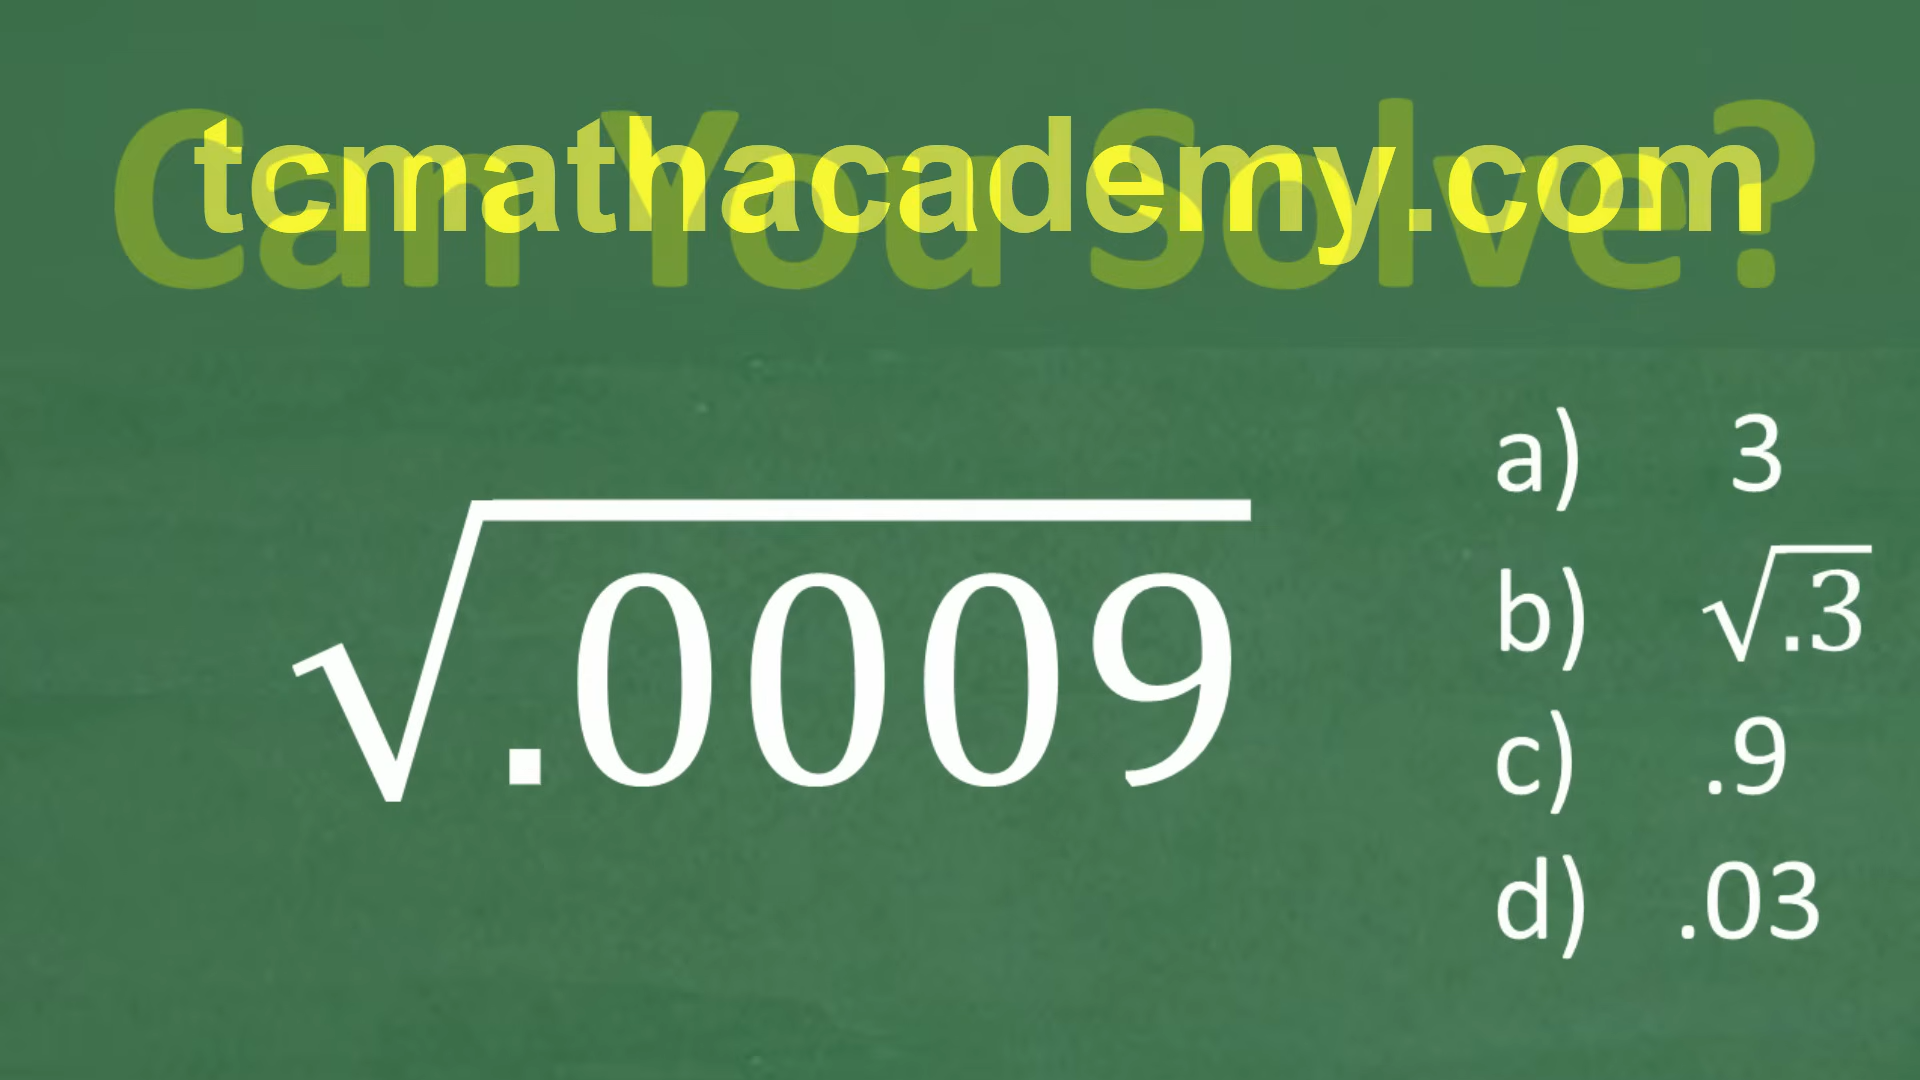 Can You Solve?
tcmathacademy.com
√.0009
a) 3
b) √.3
c) .9
d) .03